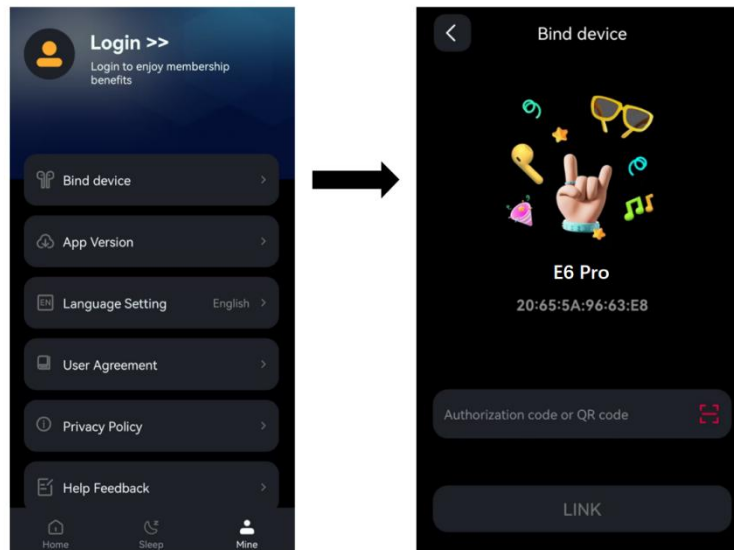 Login >>
Login to enjoy membership
benefits
Bind device
App Version
EN
Language Setting
English
User Agreement
Privacy Policy
Help Feedback
Home
Sleep
Mine
Bind device
E6 Pro
20:65:5A:96:63:E8
Authorization code or QR code
LINK